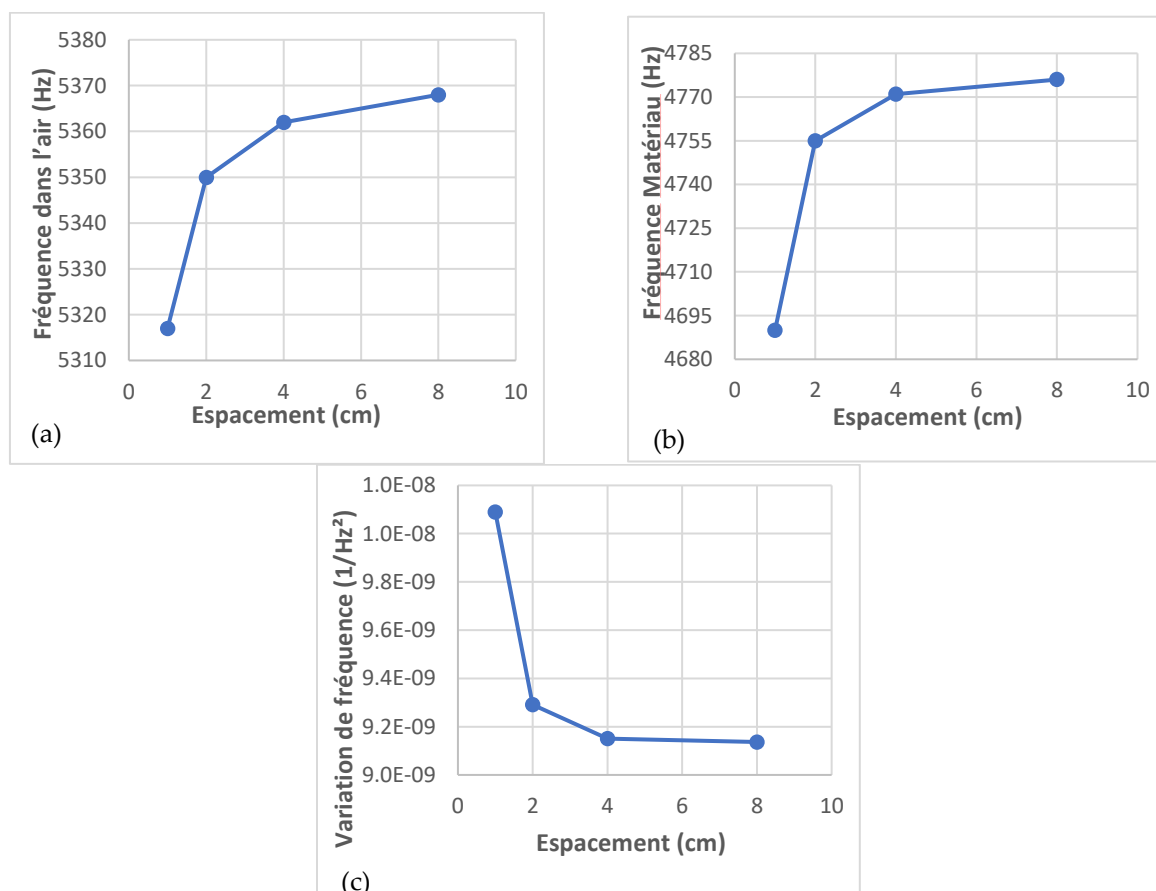 Fréquence dans l'air (Hz)
5380
5370
5360
5350
5340
5330
5320
5310
0 2 4 6 8 10
Espacement (cm)
(a)
Fréquence Matériau (Hz)
4785
4770
4755
4740
4725
4710
4695
4680
0 2 4 6 8 10
Espacement (cm)
(b)
Variation de fréquence (1/Hz²)
1.0E-08
1.0E-08
9.8E-09
9.6E-09
9.4E-09
9.2E-09
9.0E-09
0 2 4 6 8 10
Espacement (cm)
(c)